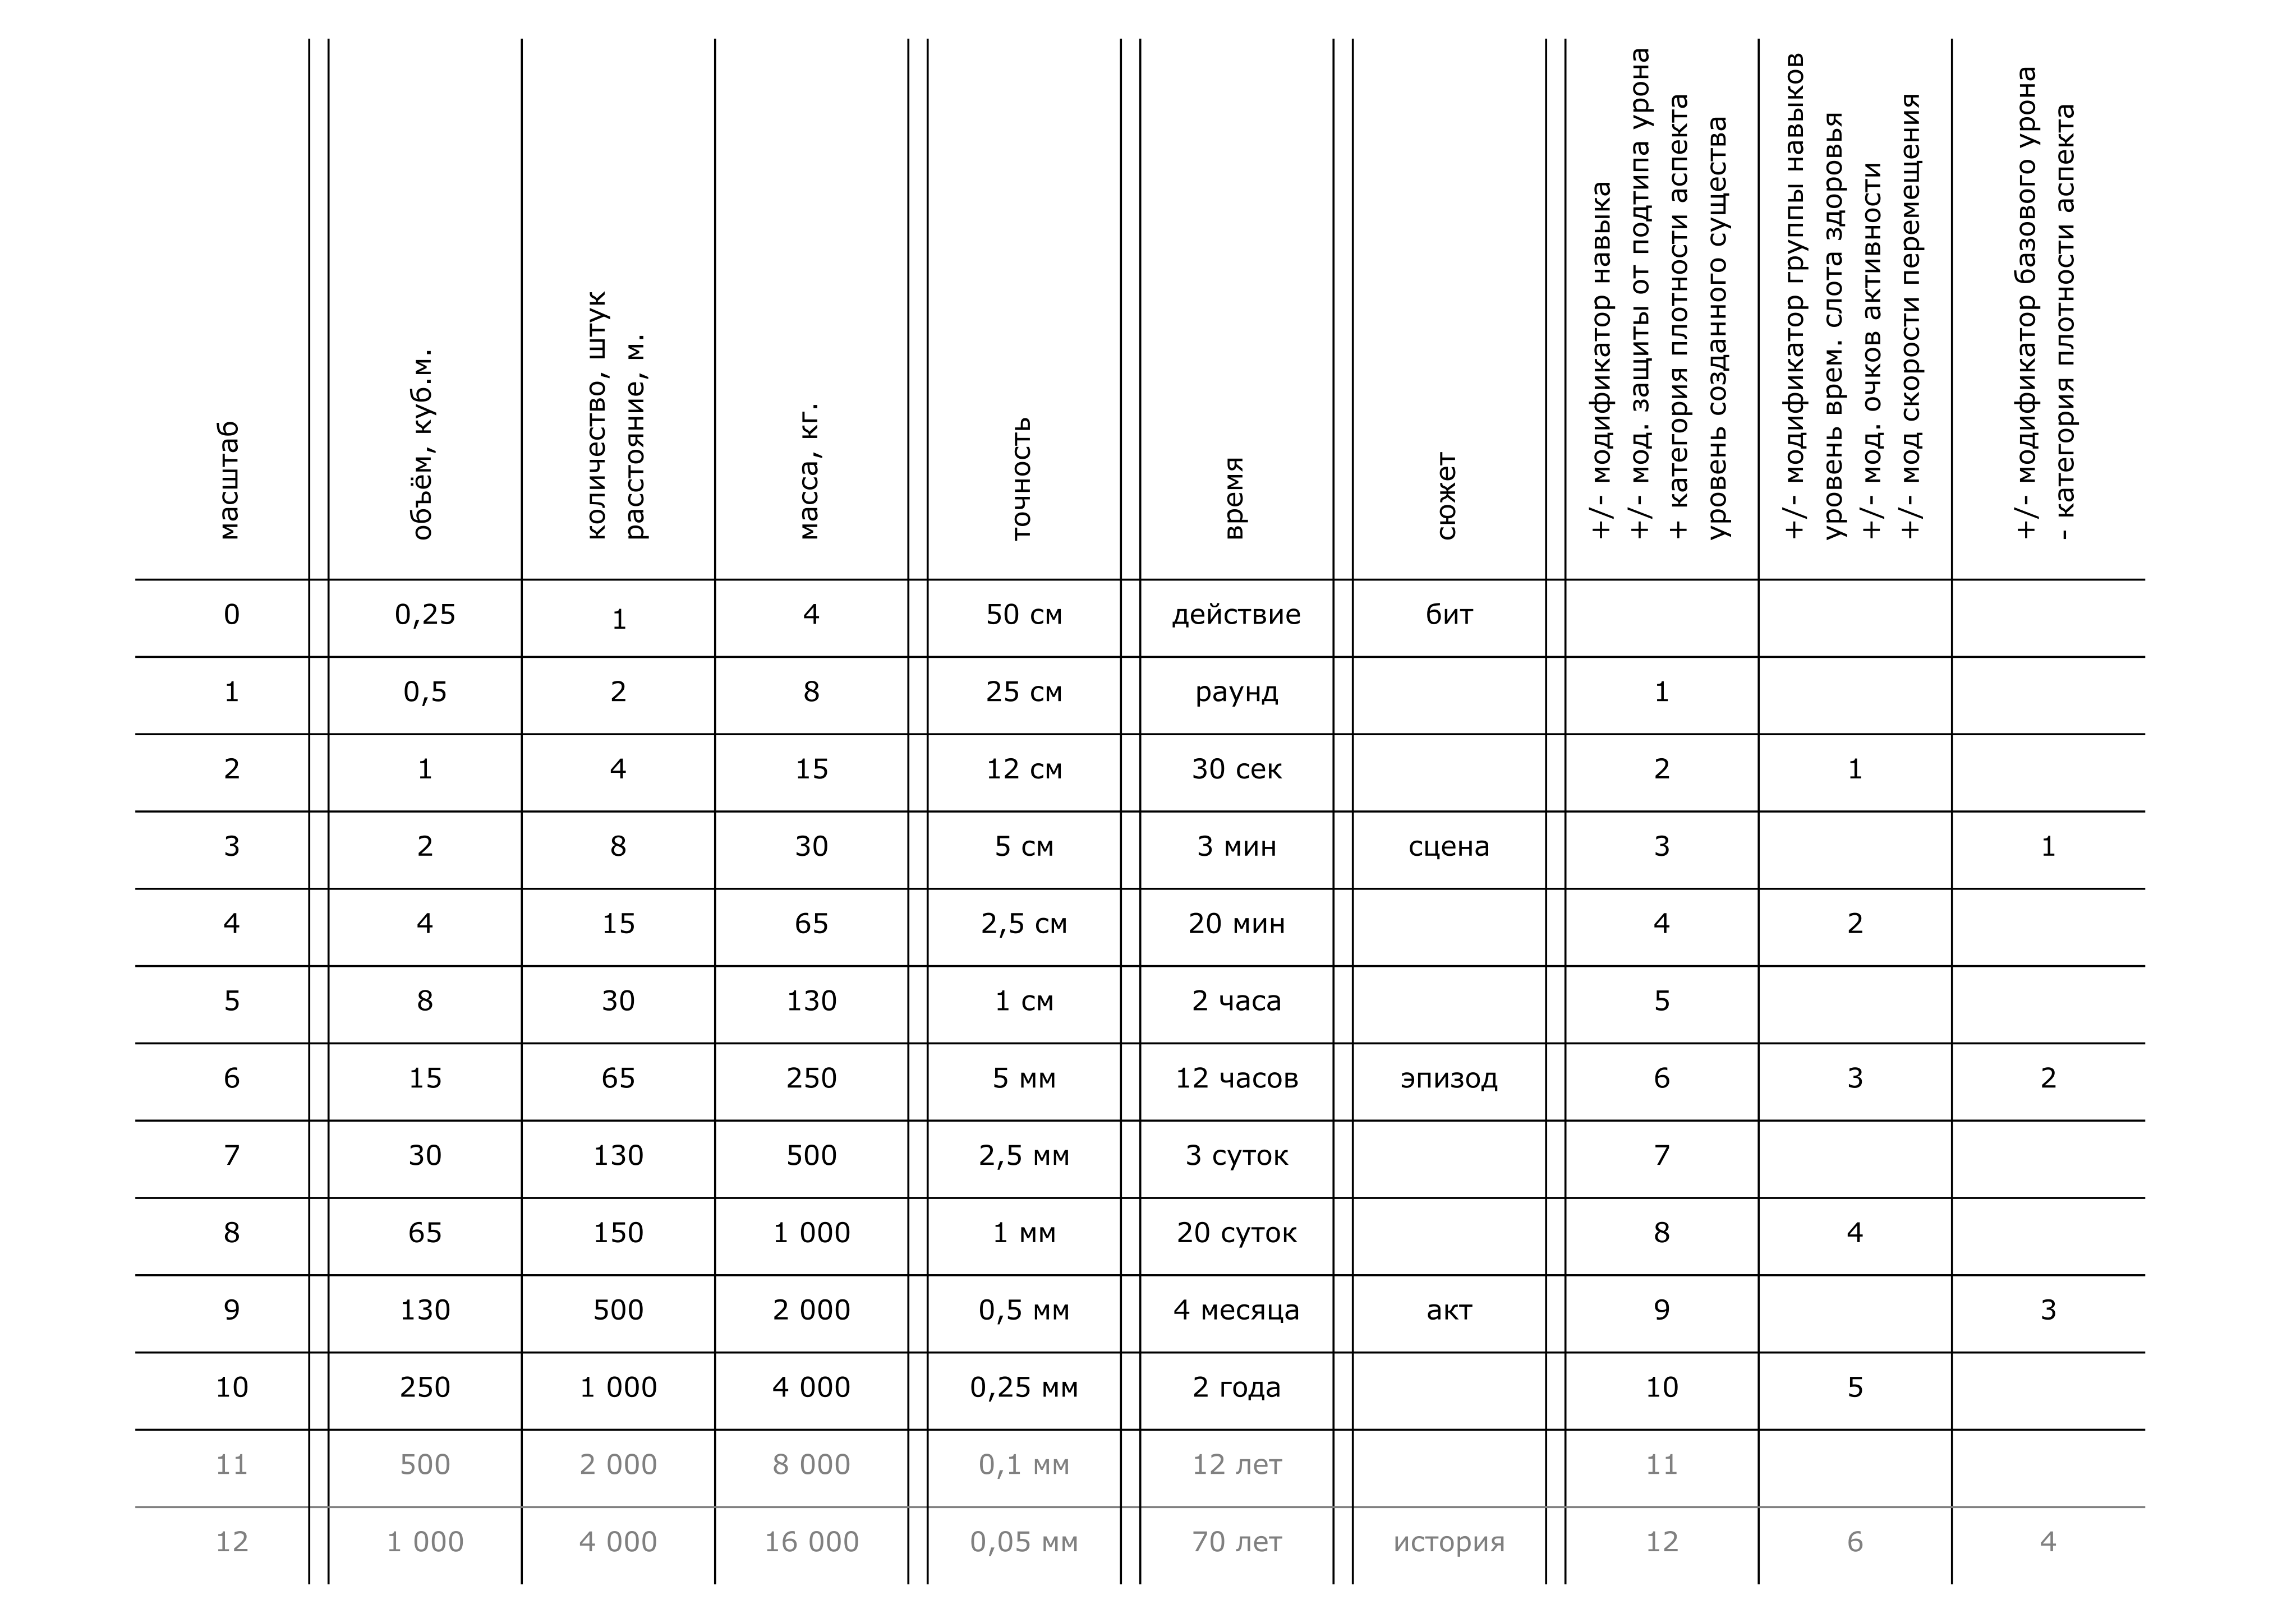 масштаб
объём, куб.м.
количество, штук
расстояние, м.
масса, кг.
точность
время
сюжет
+/- модификатор навыка
+/- мод. защиты от подтипа урона
+ категория плотности аспекта
уровень созданного существа
+/- модификатор группы навыков
уровень врем. слота здоровья
+/- мод. очков активности
+/- мод скорости перемещения
+/- модификатор базового урона
- категория плотности аспекта
0 0,25 1 4 50 см действие бит
1 0,5 2 8 25 см раунд 1
2 1 4 15 12 см 30 сек 2 1
3 2 8 30 5 см 3 мин сцена 3 1
4 4 15 65 2,5 см 20 мин 4 2
5 8 30 130 1 см 2 часа 5
6 15 65 250 5 мм 12 часов эпизод 6 3 2
7 30 130 500 2,5 мм 3 суток 7
8 65 150 1 000 1 мм 20 суток 8 4
9 130 500 2 000 0,5 мм 4 месяца акт 9 3
10 250 1 000 4 000 0,25 мм 2 года 10 5
11 500 2 000 8 000 0,1 мм 12 лет 11
12 1 000 4 000 16 000 0,05 мм 70 лет история 12 6 4